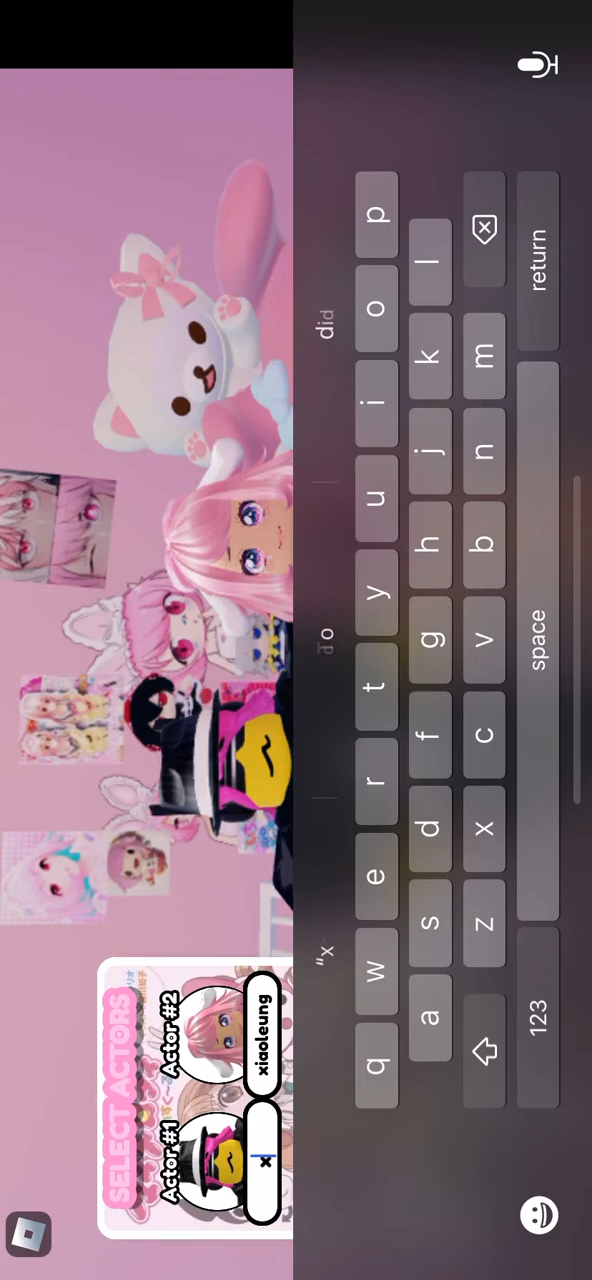 SELECT ACTORS
Actor #1
Actor #2
x
xiaoleung
"x
do
did
q w e r t y u i o p
a s d f g h j k l
z x c v b n m
123
space
return